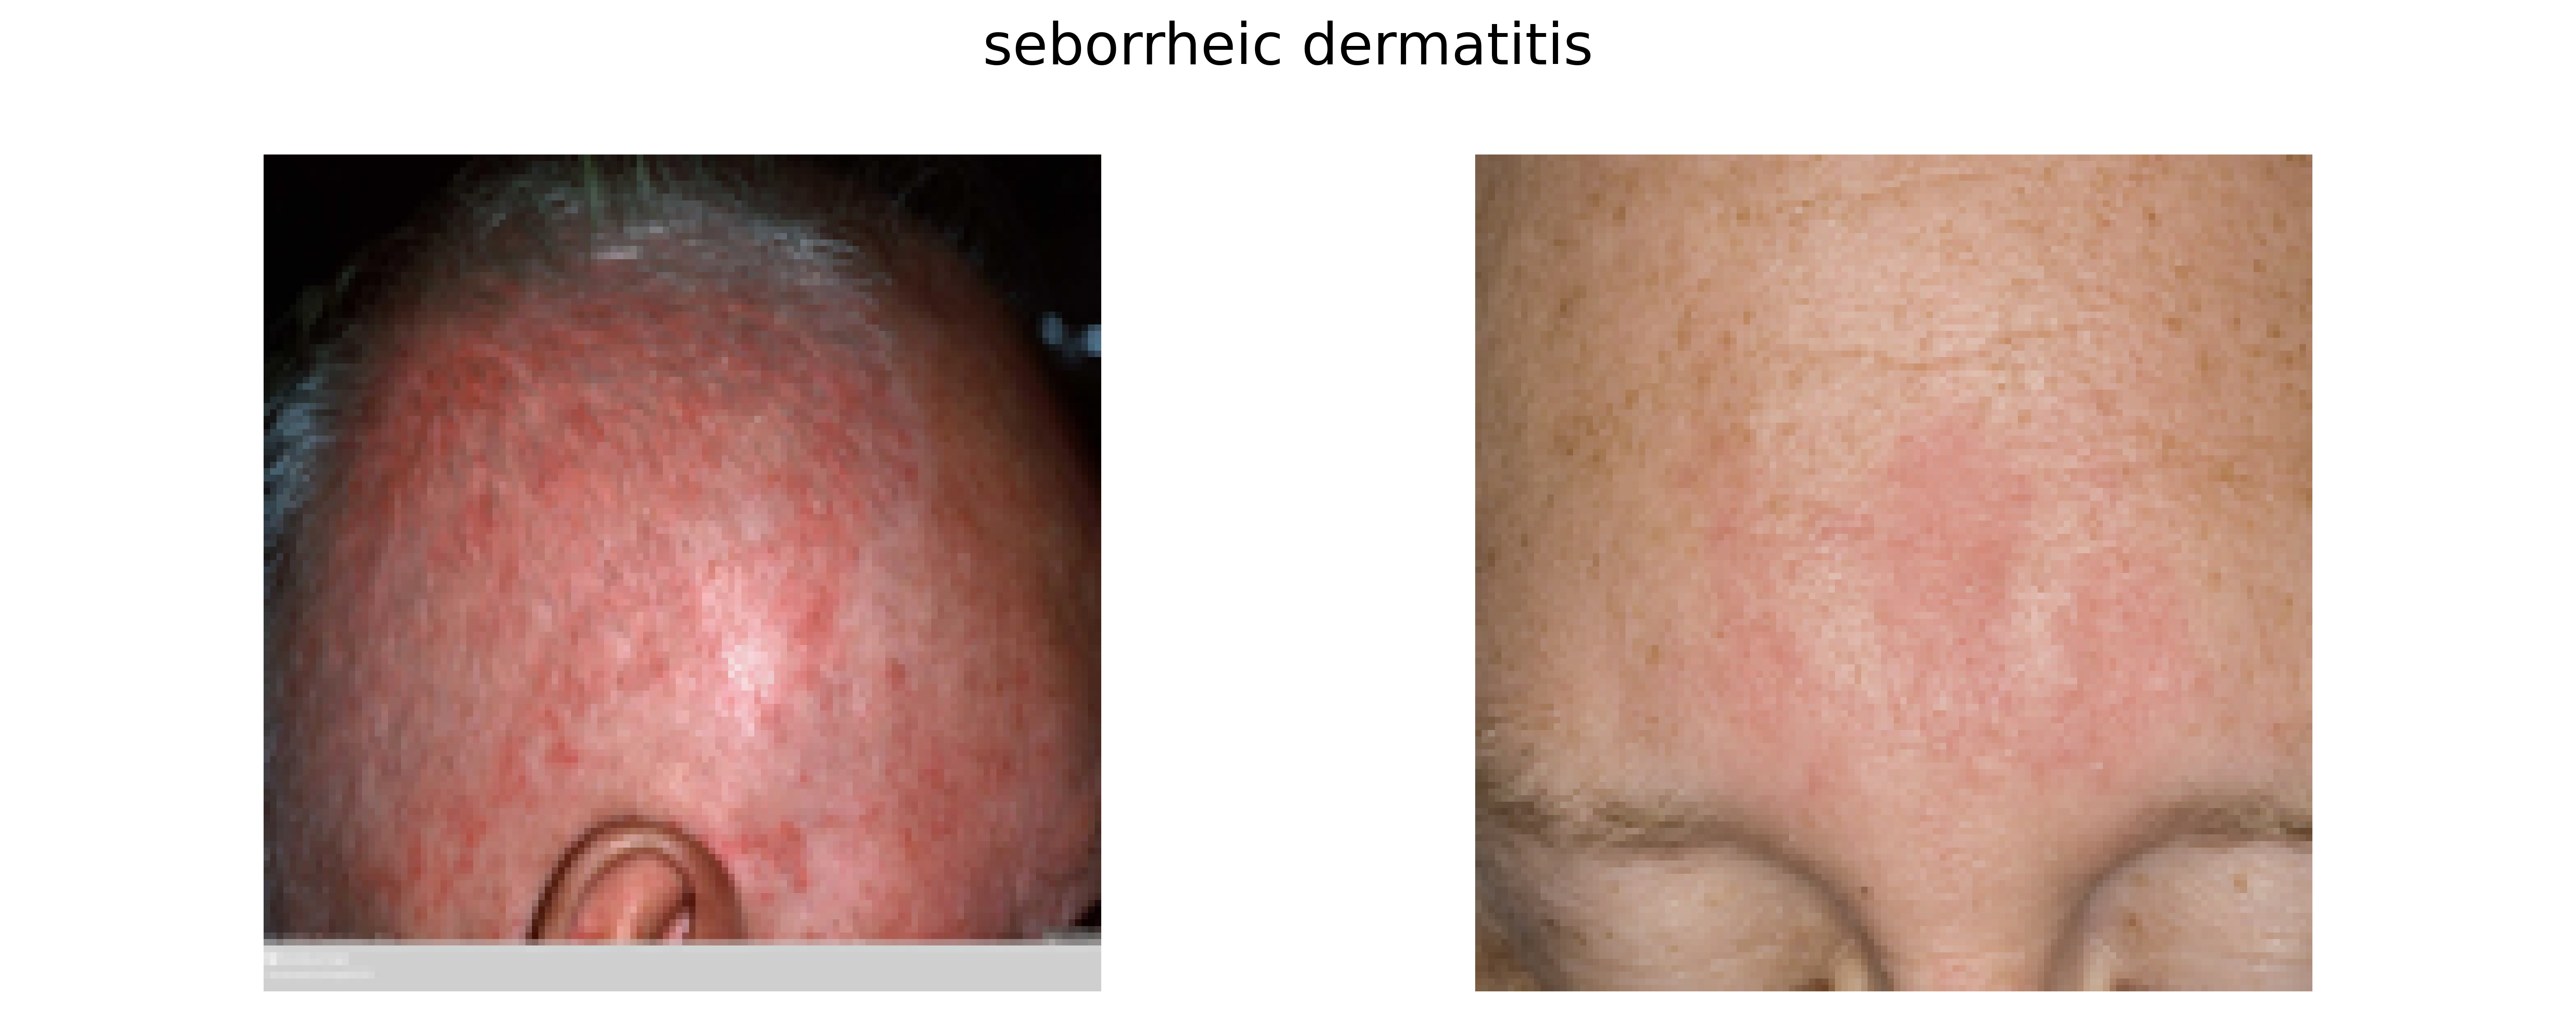 seborrheic dermatitis